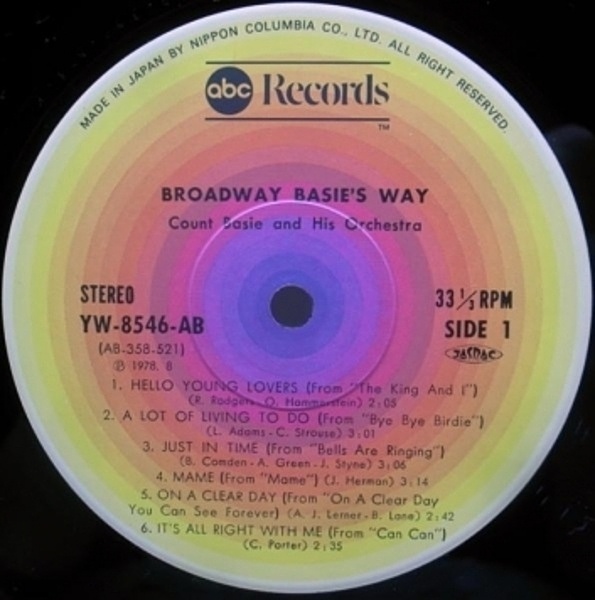 MADE IN JAPAN BY NIPPON COLUMBIA CO., LTD. ALL RIGHT RESERVED.
abc Records
TM
BROADWAY BASIE'S WAY
Count Basie and His Orchestra
STEREO
33 1/3 RPM
YW-8546-AB
SIDE 1
(AB-358-521)
JASRAC
Ⓟ 1978. 8
1. HELLO YOUNG LOVERS (From "The King And I")
(R. Rodgers - O. Hammerstein) 2:05
2. A LOT OF LIVING TO DO (From "Bye Bye Birdie")
(L. Adams - C. Strouse) 3:01
3. JUST IN TIME (From "Bells Are Ringing")
(B. Comden - A. Green - J. Styne) 3:06
4. MAME (From "Mame") (J. Herman) 3:14
5. ON A CLEAR DAY (From "On A Clear Day
You Can See Forever) (A. J. Lerner - B. Lane) 2:42
6. IT'S ALL RIGHT WITH ME (From "Can Can")
(C. Porter) 2:35